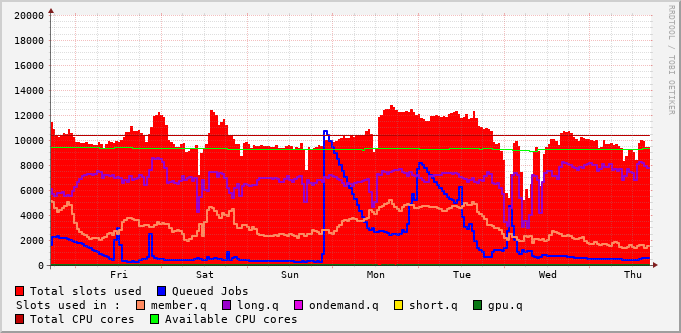 20000
18000
16000
14000
12000
10000
8000
6000
4000
2000
0
Fri Sat Sun Mon Tue Wed Thu
Total slots used Queued Jobs
Slots used in : member.q long.q ondemand.q short.q gpu.q
Total CPU cores Available CPU cores
RRDTOOL / TOBI OETIKER